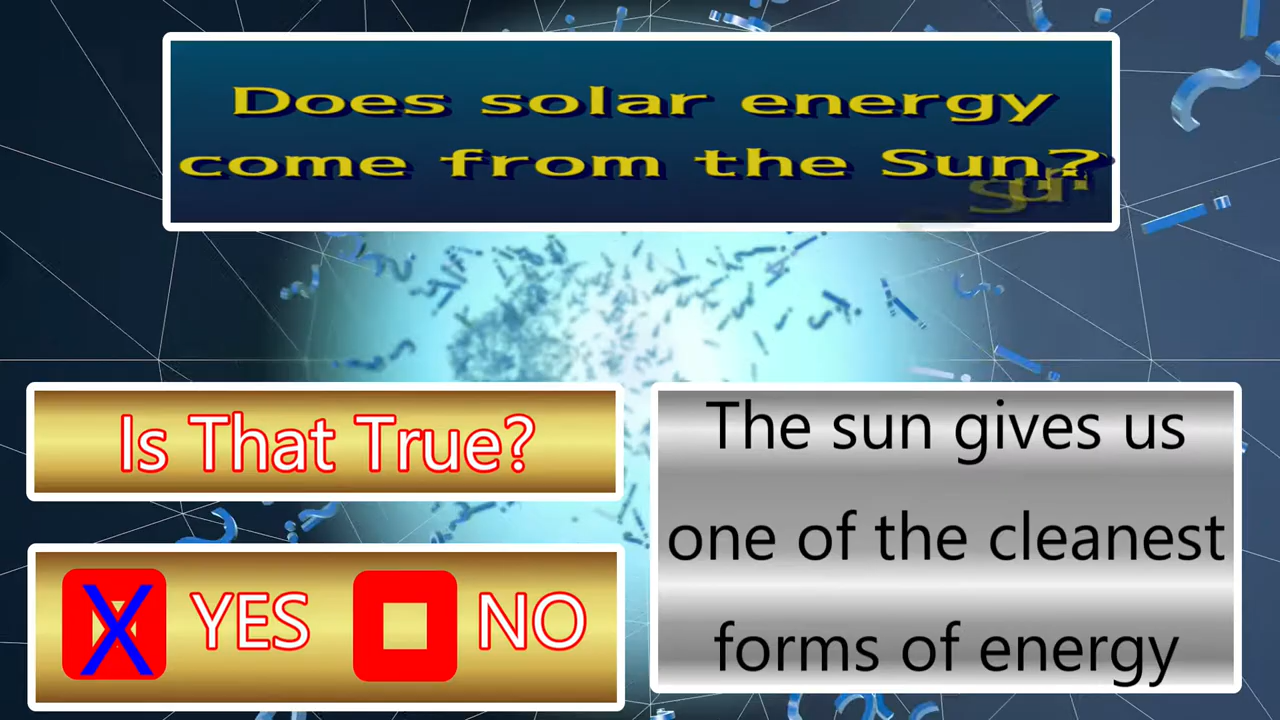 Does solar energy
come from the Sun?
Sun
Is That True?
X YES NO
The sun gives us
one of the cleanest
forms of energy